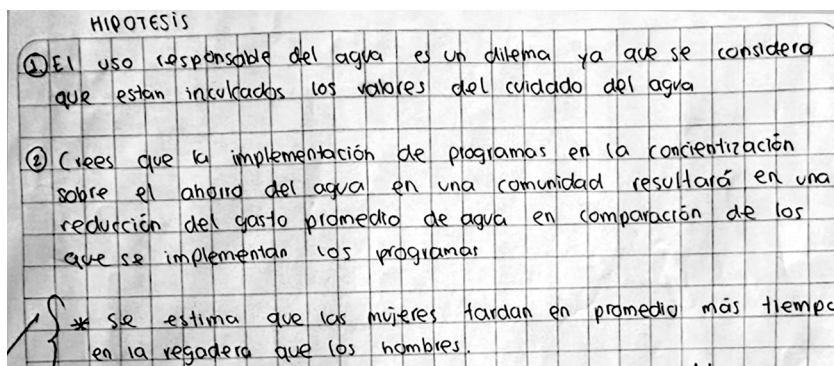 HIPOTESIS
① El uso responsable del agua es un dilema ya que se considera
que estan inculcados los valores del cuidado del agua
② Crees que la implementación de programas en la concientización
sobre el ahorro del agua en una comunidad resultará en una
reducción del gasto promedio de agua en comparación de los
que se implementan los programas
* Se estima que las mujeres tardan en promedio más tiempo
en la regadera que los hombres.